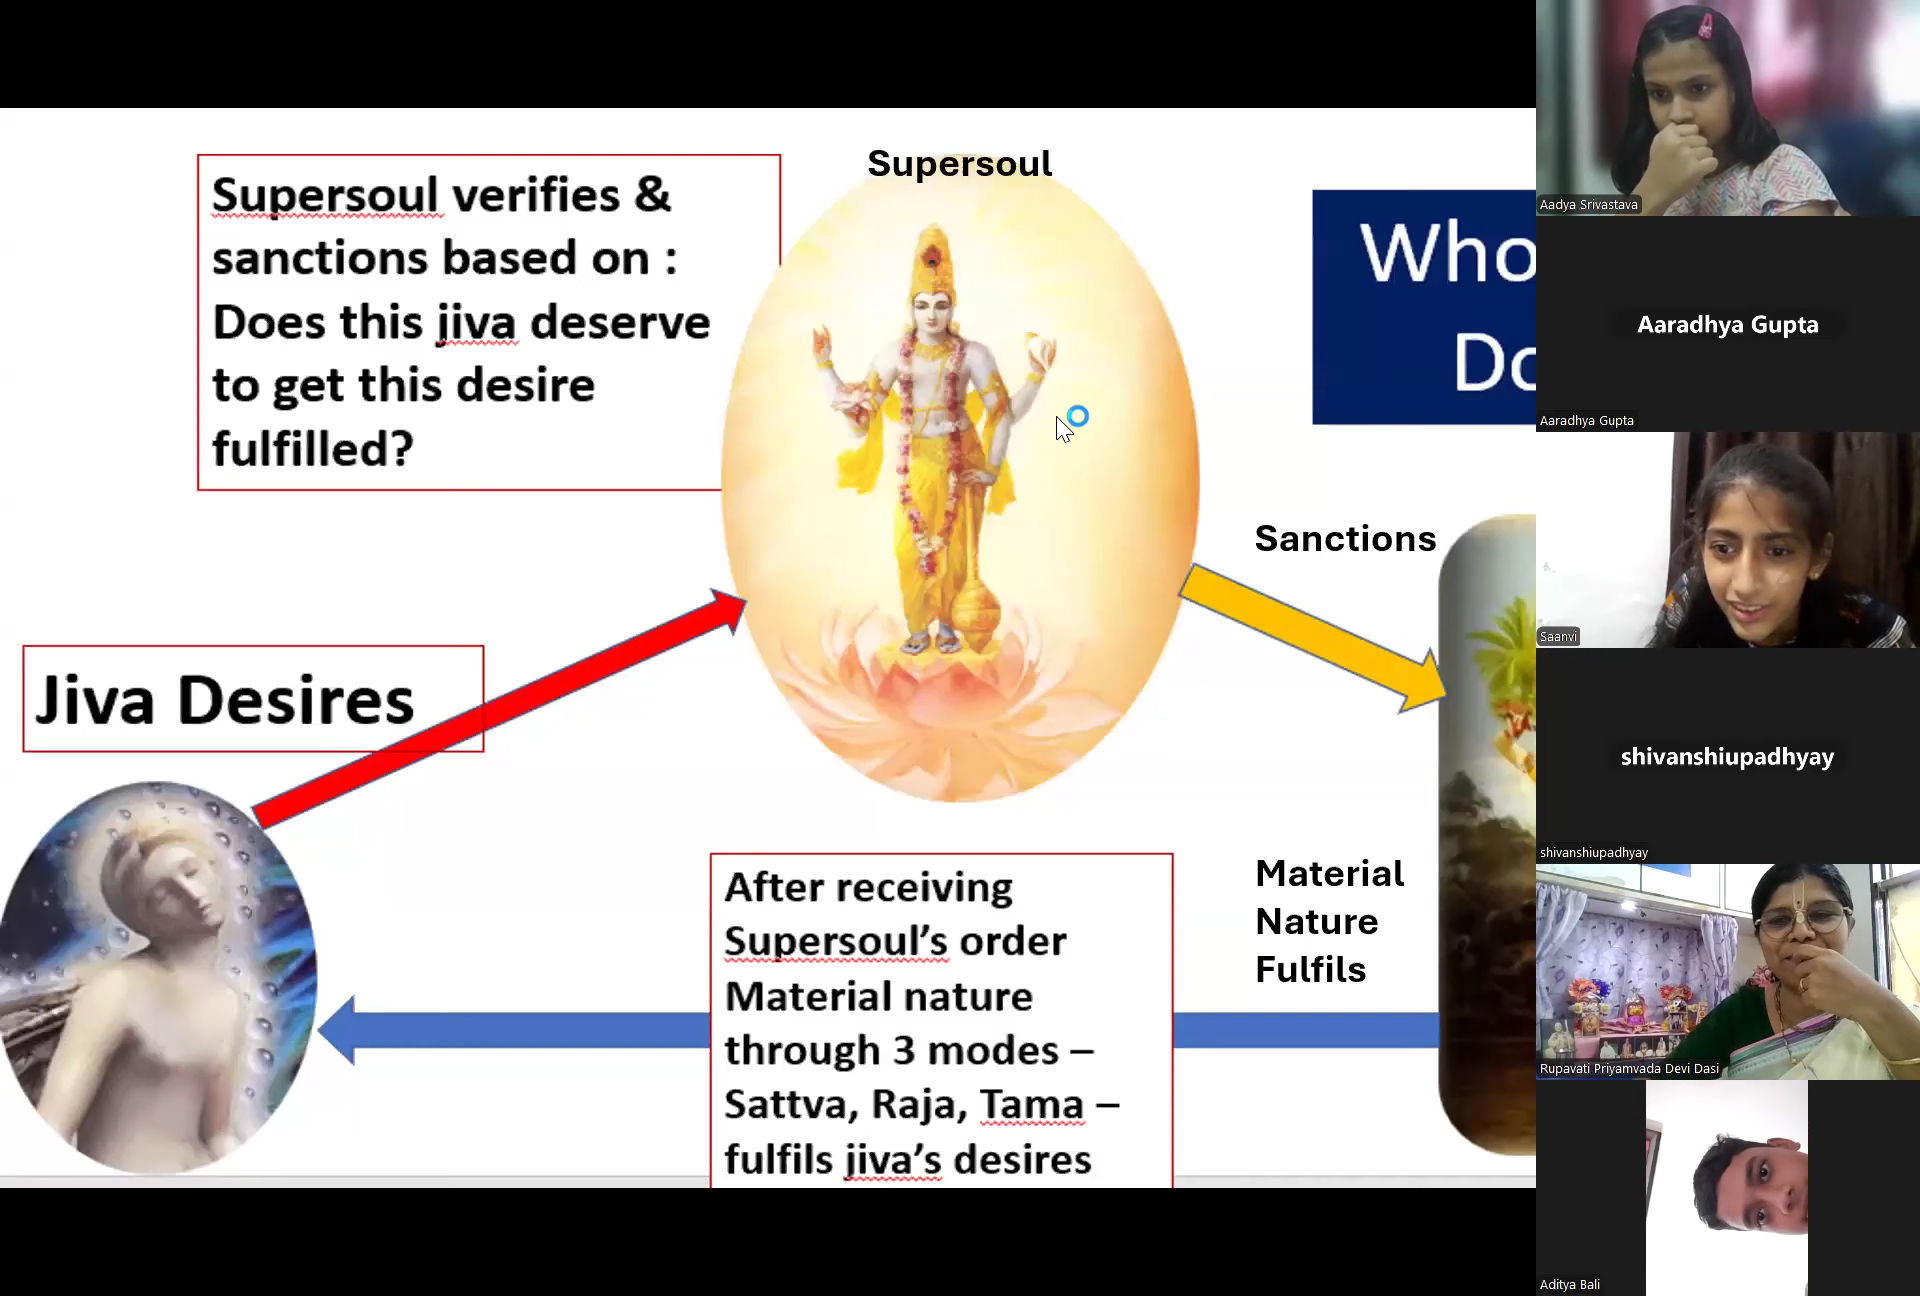 Supersoul verifies &
sanctions based on :
Does this jiva deserve
to get this desire
fulfilled?
Supersoul
Who
Do
Sanctions
Jiva Desires
After receiving
Supersoul’s order
Material nature
through 3 modes –
Sattva, Raja, Tama –
fulfils jiva’s desires
Material
Nature
Fulfils
Aadya Srivastava
Aaradhya Gupta
Aaradhya Gupta
Saanvi
shivanshiupadhyay
shivanshiupadhyay
Rupavati Priyamvada Devi Dasi
Aditya Bali